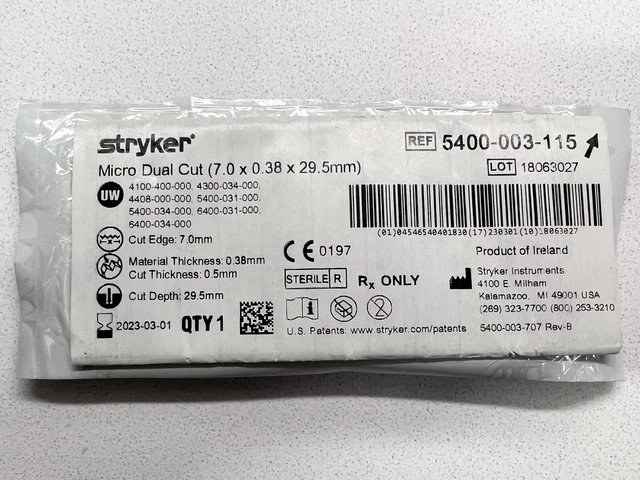 stryker®
REF 5400-003-115
LOT 18063027
Micro Dual Cut (7.0 x 0.38 x 29.5mm)
UW
4100-400-000, 4300-034-000,
4408-000-000, 5400-031-000,
5400-034-000, 6400-031-000,
6400-034-000
(01)04546540401830(17)230301(10)18063027
Cut Edge: 7.0mm
Material Thickness: 0.38mm
Cut Thickness: 0.5mm
Cut Depth: 29.5mm
2023-03-01 QTY 1
CE 0197
STERILE R Rx ONLY
U.S. Patents: www.stryker.com/patents
Product of Ireland
Stryker Instruments
4100 E. Milham
Kalamazoo, MI 49001 USA
(269) 323-7700 (800) 253-3210
5400-003-707 Rev-B